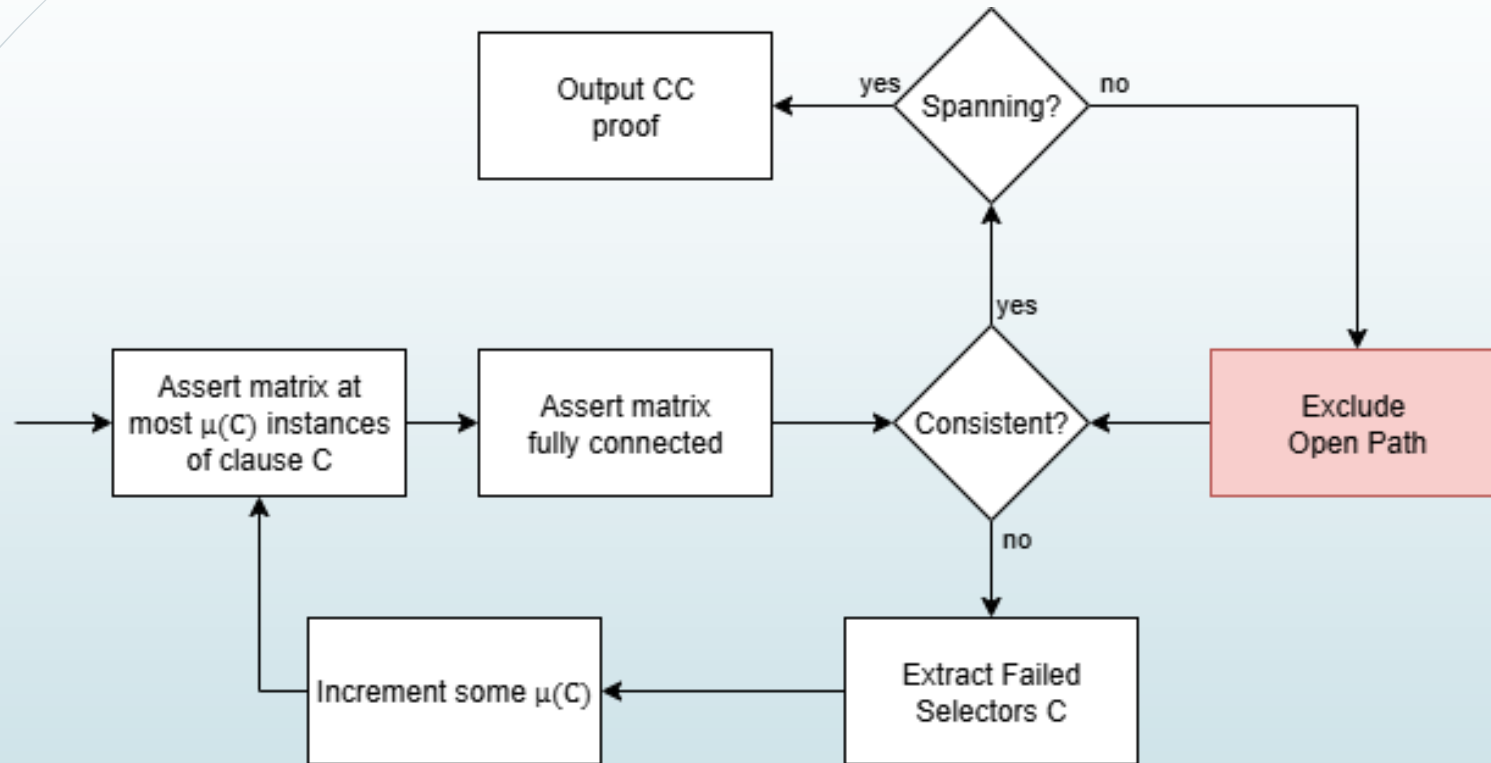 Output CC
proof
yes
Spanning?
no
yes
Assert matrix at
most μ(C) instances
of clause C
Assert matrix
fully connected
Consistent?
Exclude
Open Path
no
Increment some μ(C)
Extract Failed
Selectors C